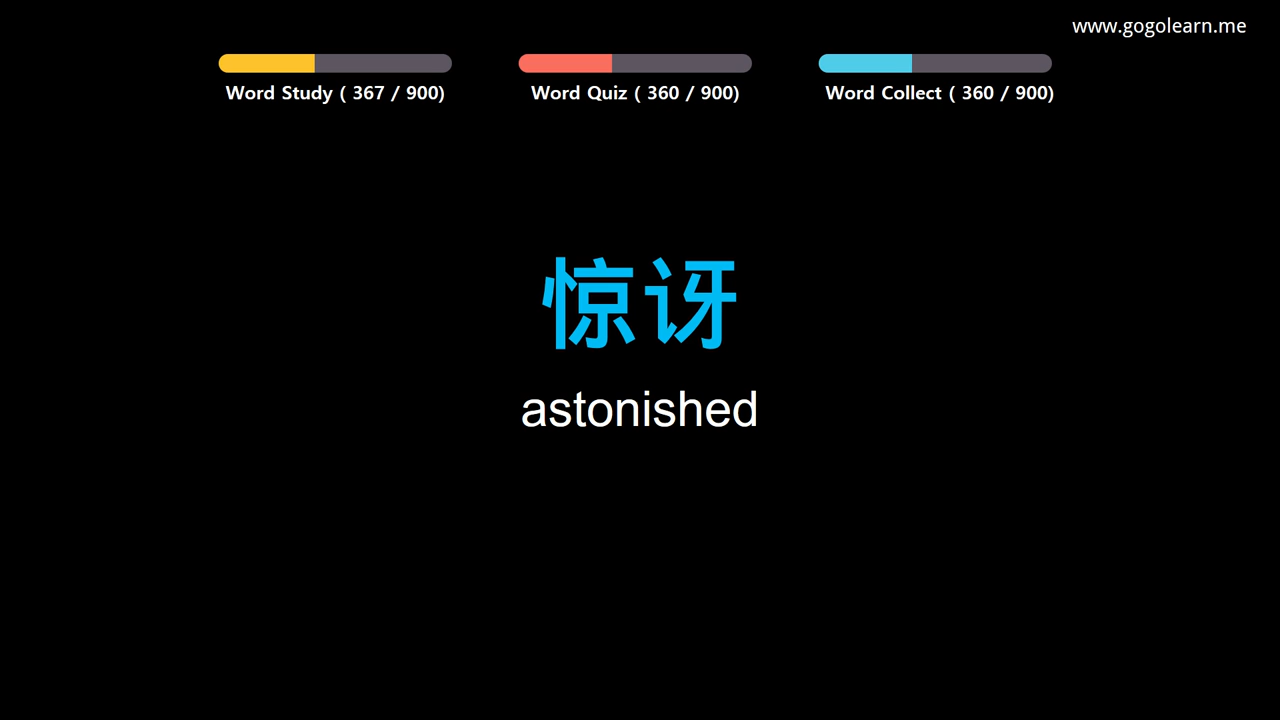 www.gogolearn.me
Word Study ( 367 / 900)
Word Quiz ( 360 / 900)
Word Collect ( 360 / 900)
惊讶
astonished